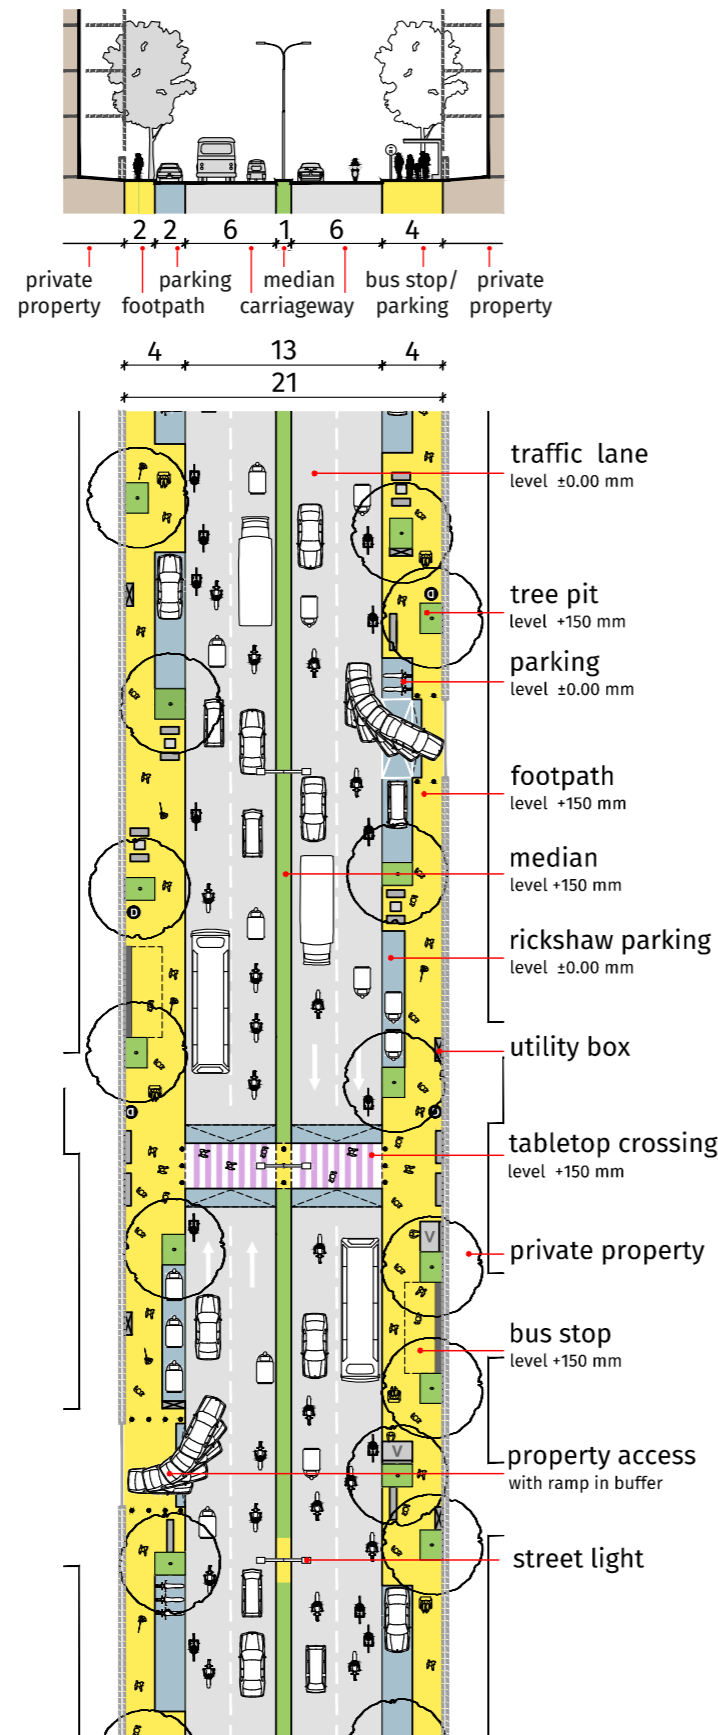 2 2 6 1 6 4
private property
footpath
parking
median
carriageway
bus stop/
parking
private
property
4 13 4
21
traffic lane
level ±0.00 mm
tree pit
level +150 mm
parking
level ±0.00 mm
footpath
level +150 mm
median
level +150 mm
rickshaw parking
level ±0.00 mm
utility box
tabletop crossing
level +150 mm
V
private property
bus stop
level +150 mm
V
property access
with ramp in buffer
street light